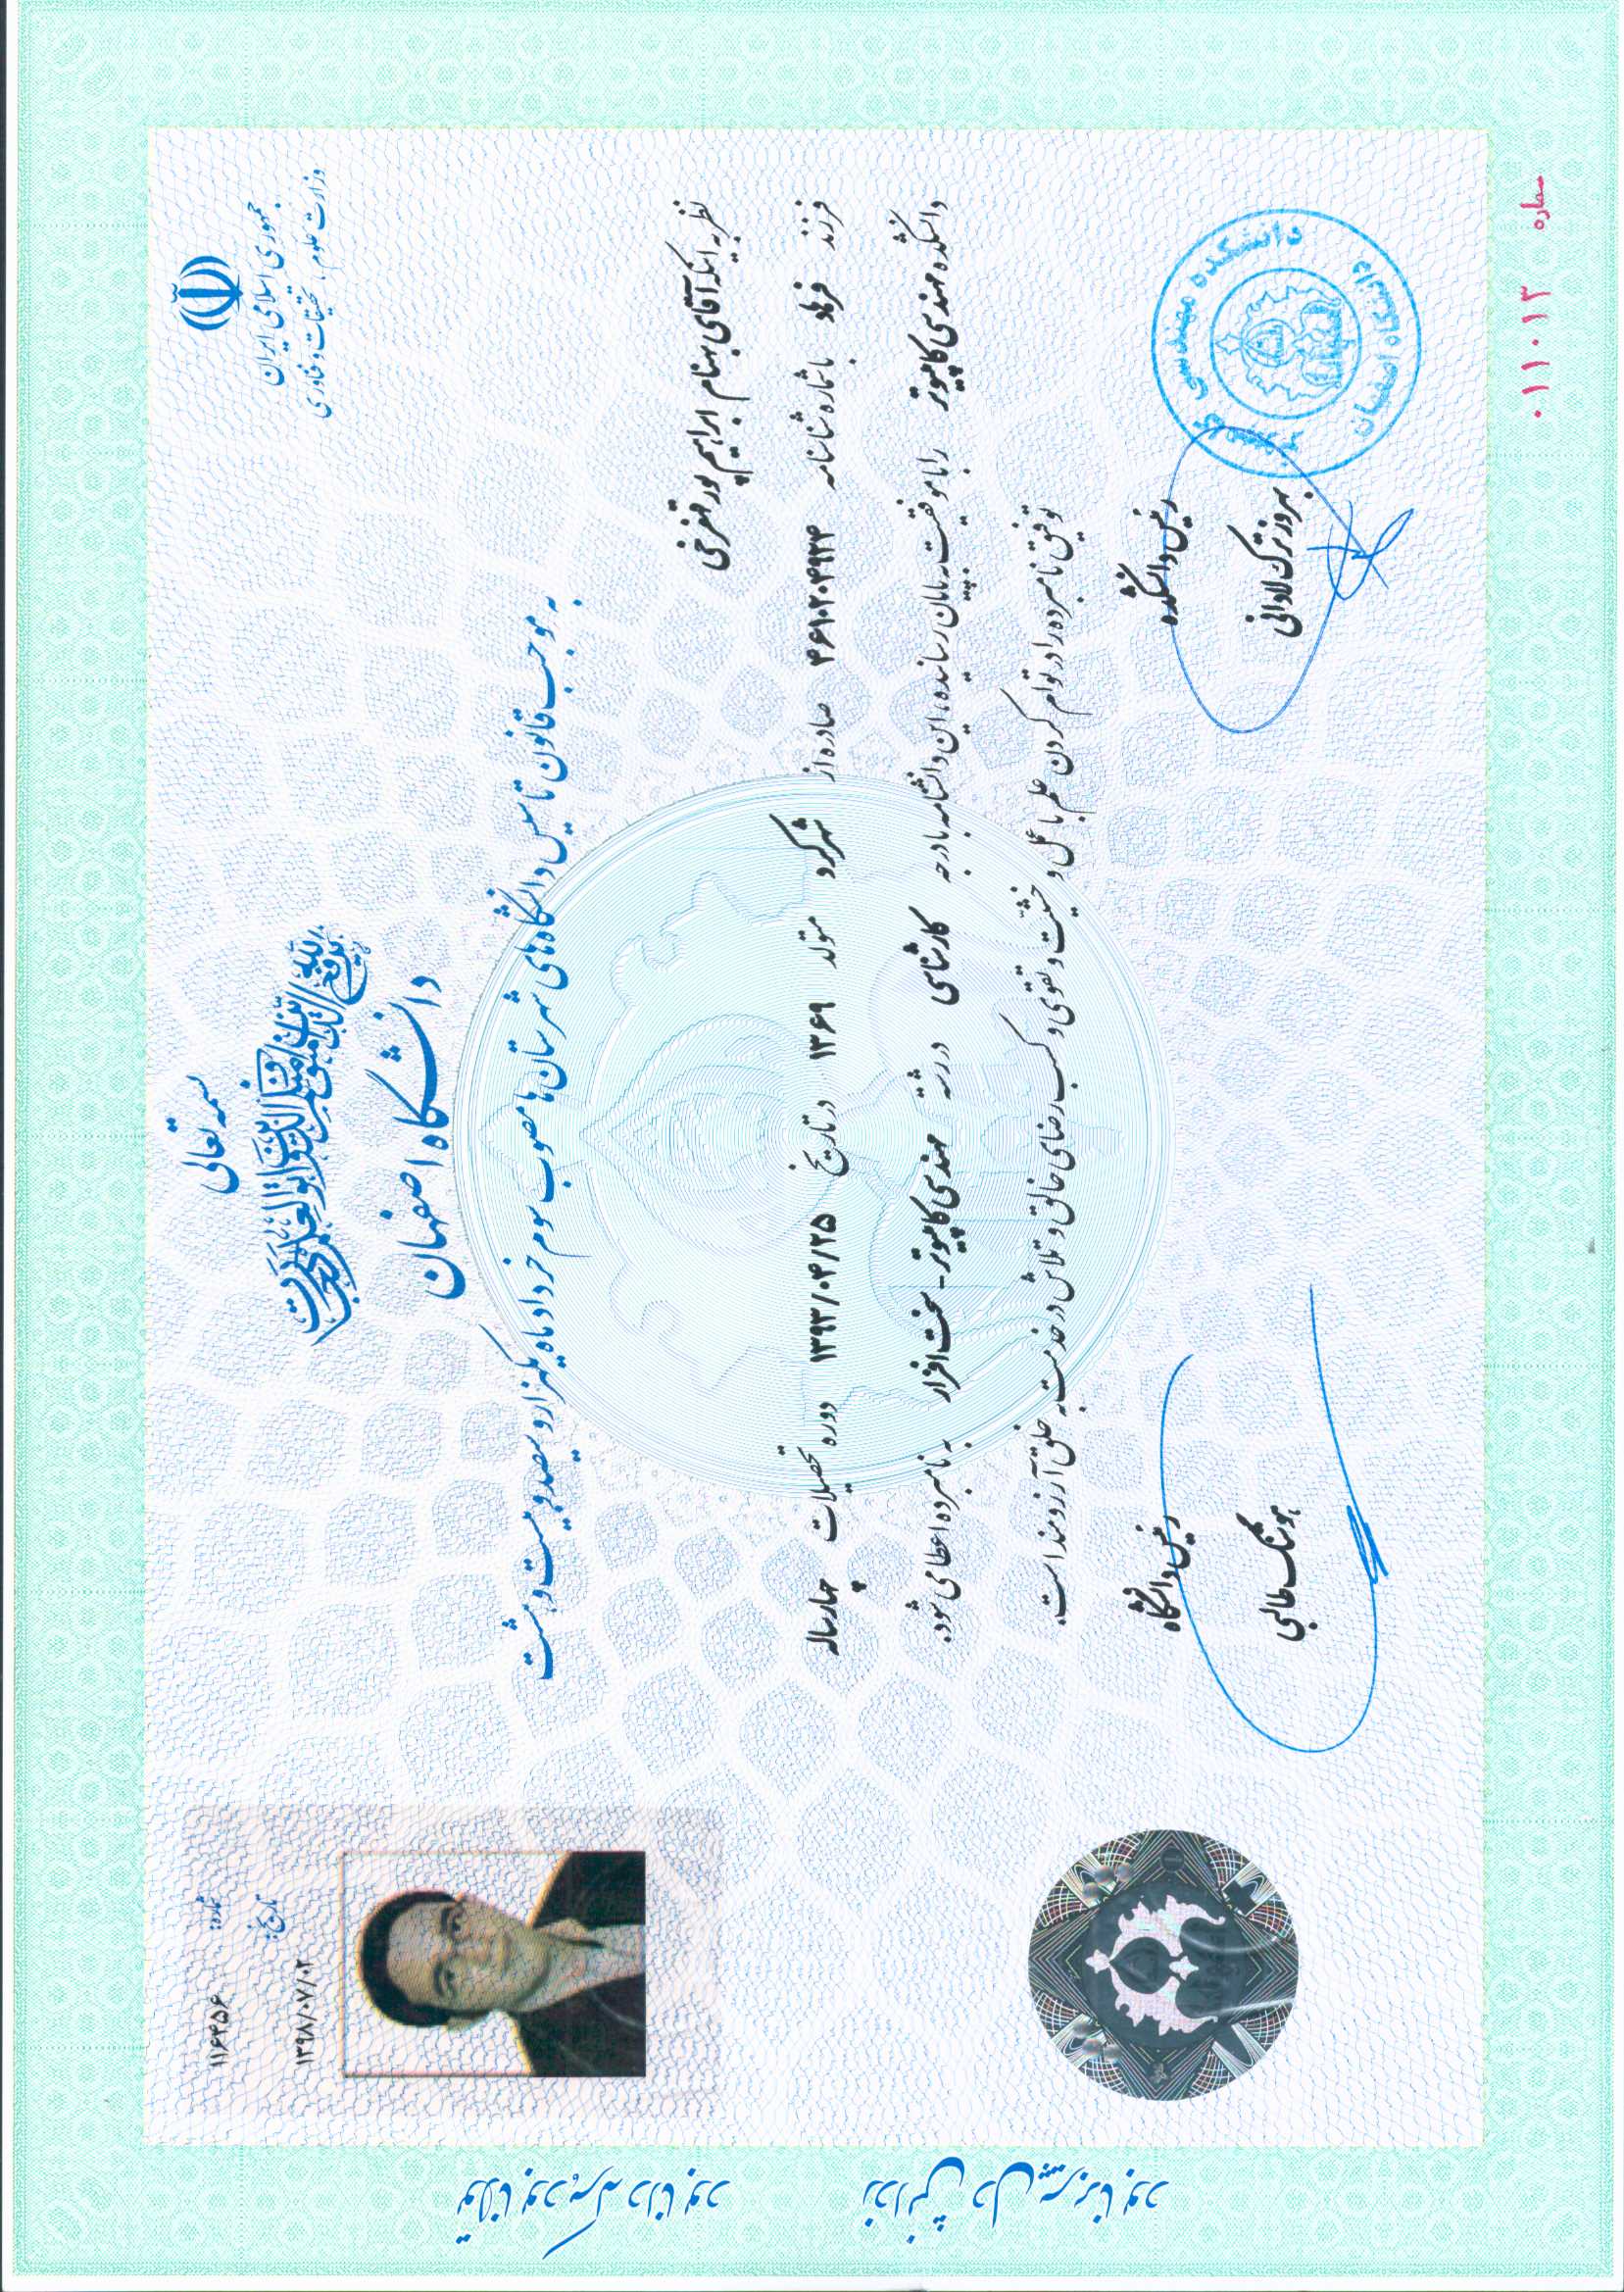 بسمه تعالی
یرفع الله الذین آمنوا منکم والذین اوتوا العلم درجات
دانشگاه اصفهان
جمهوری اسلامی ایران
وزارت علوم، تحقیقات و فناوری
شماره: ۱۱۶۴۵۶
تاریخ:
۱۳۹۸/۰۷/۰۲
به موجب قانون تاسیس دانشگاه های شهرستان ها مصوب سوم خرداد ماه یکهزار و سیصد و بیست و هشت
نظر به اینکه آقای بهنام ابراهیم پور قهفرخی
فرزند فرهاد با شماره شناسنامه ۴۶۱۰۲۰۴۹۲۴ صادره از شهرکرد متولد ۱۳۶۹ در تاریخ ۱۳۹۳/۰۴/۲۵ دوره تحصیلات چهارساله
دانشکده مهندسی کامپیوتر را با موفقیت به پایان رسانیده، این دانشنامه با درجه کارشناسی در رشته مهندسی کامپیوتر - سخت افزار به نامبرده اعطا می شود.
توفیق نامبرده را در توام کردن علم با عمل و خشیّت و تقوی و کسب رضای خالق و تلاش در خدمت به خلق آرزومند است.
رئیس دانشکده
بهروز ترک لادانی
رئیس دانشگاه
هوشنگ طالبی
دانشکده مهندسی کامپیوتر
دانشگاه اصفهان
توانا بود هر که دانا بود
ز دانش دل پیر برنا بود
شماره ۰۱۱۰۱۳